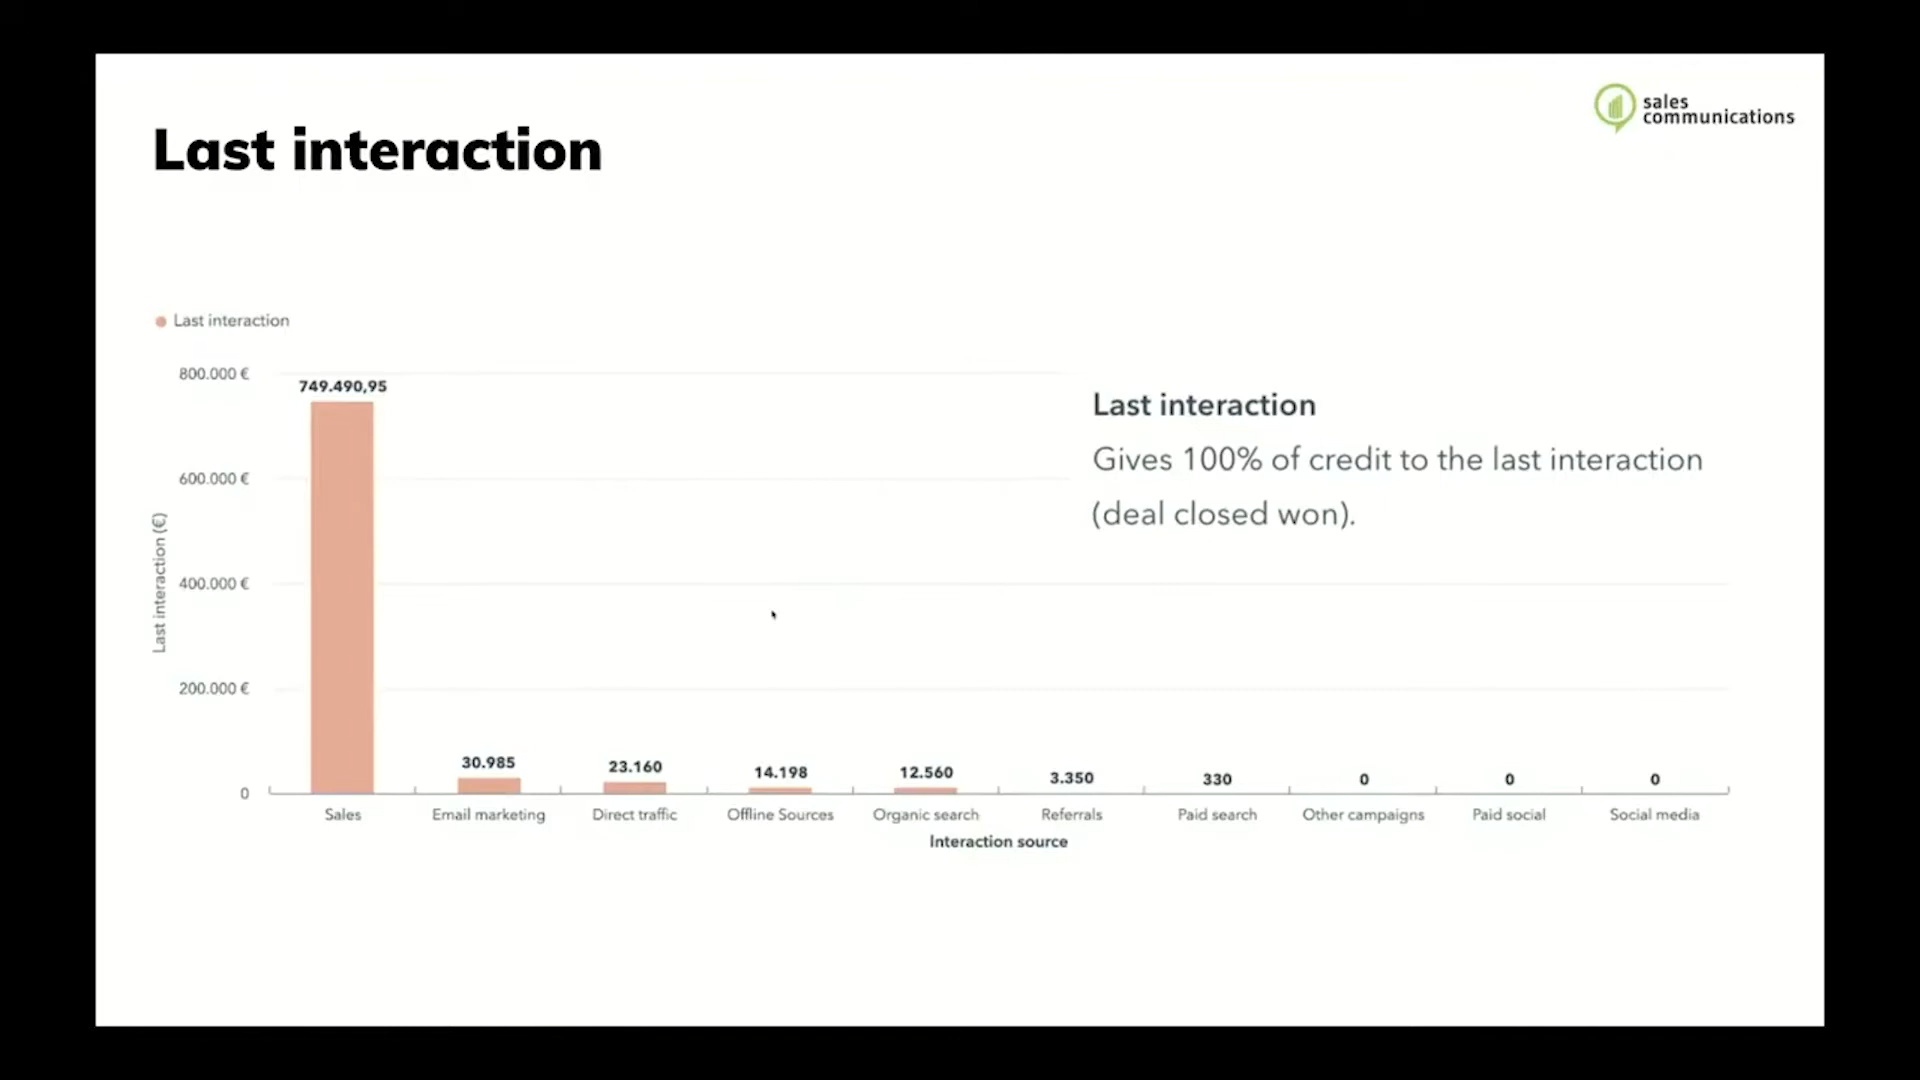 sales
communications
Last interaction
Last interaction
800.000 €
600.000 €
400.000 €
200.000 €
0
Last interaction (€)
749.490,95
30.985
23.160
14.198
12.560
3.350
330
0
0
0
Sales
Email marketing
Direct traffic
Offline Sources
Organic search
Referrals
Paid search
Other campaigns
Paid social
Social media
Interaction source
Last interaction
Gives 100% of credit to the last interaction
(deal closed won).